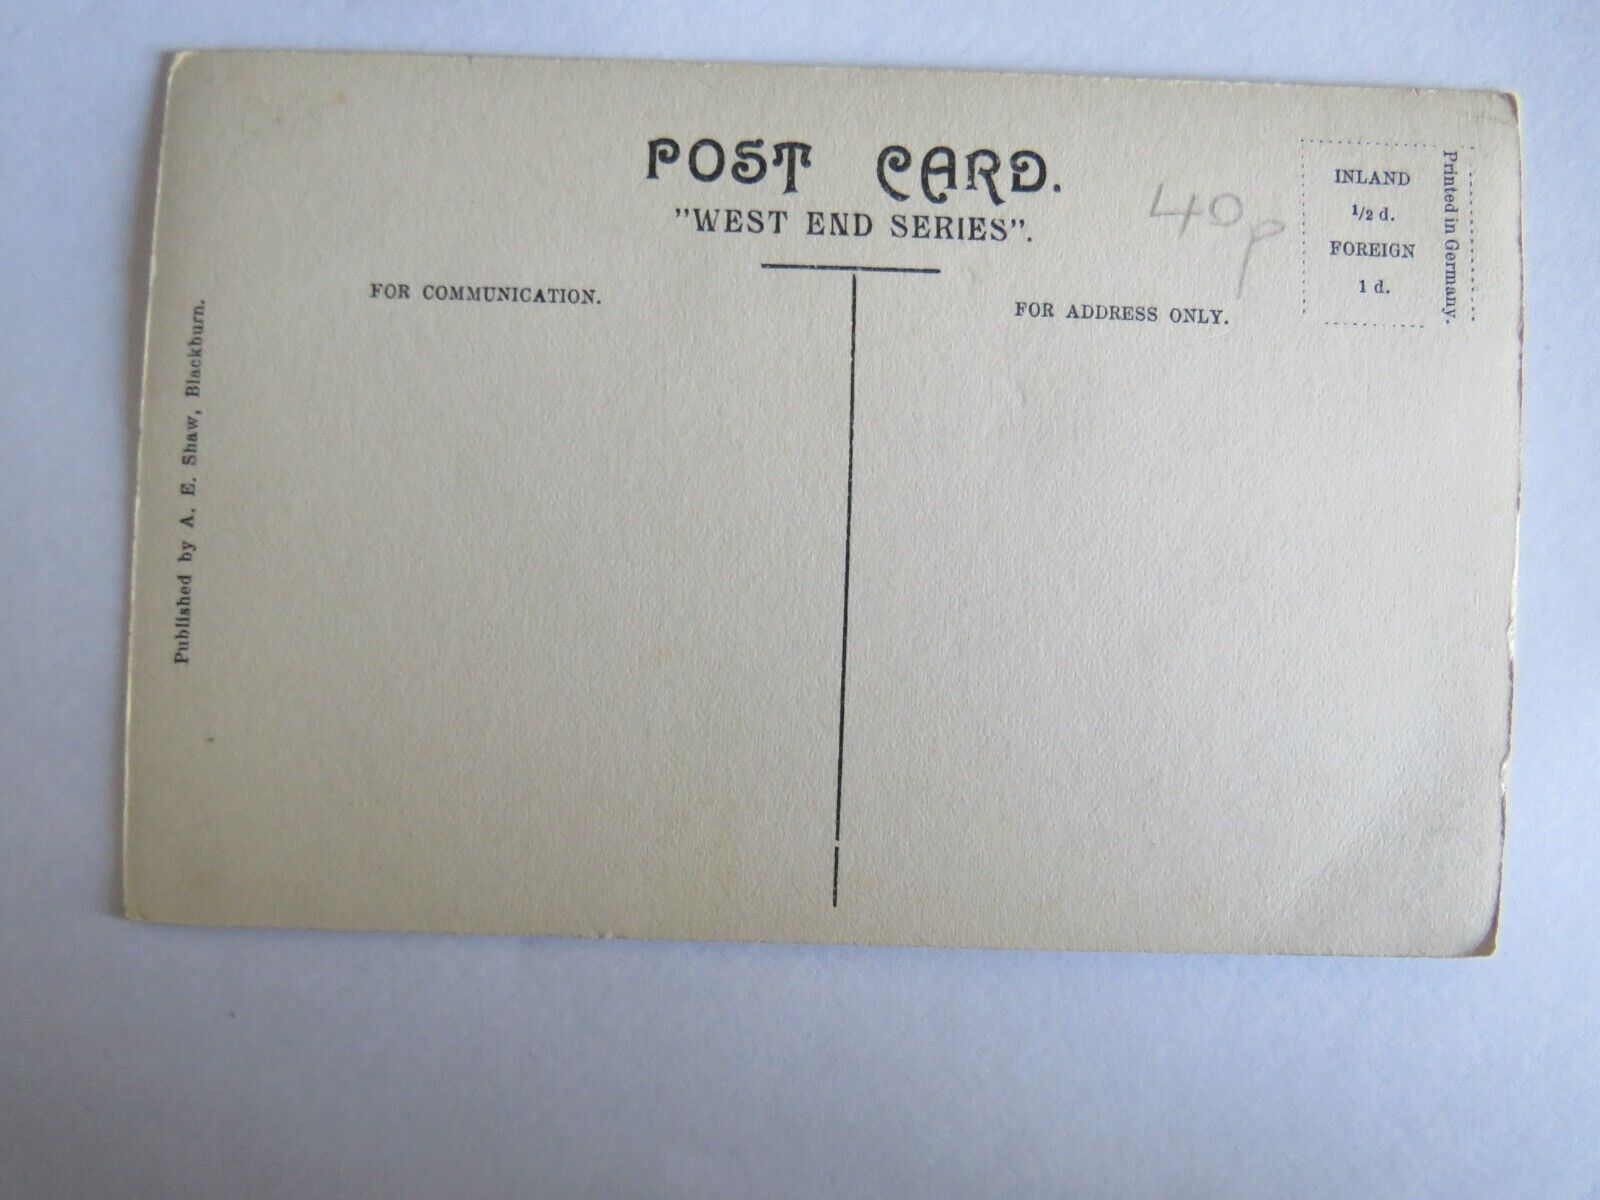 POST CARD.
"WEST END SERIES".
40p
INLAND
1/2 d.
FOREIGN
1 d.
Printed in Germany.
FOR COMMUNICATION.
FOR ADDRESS ONLY.
Published by A. E. Shaw, Blackburn.